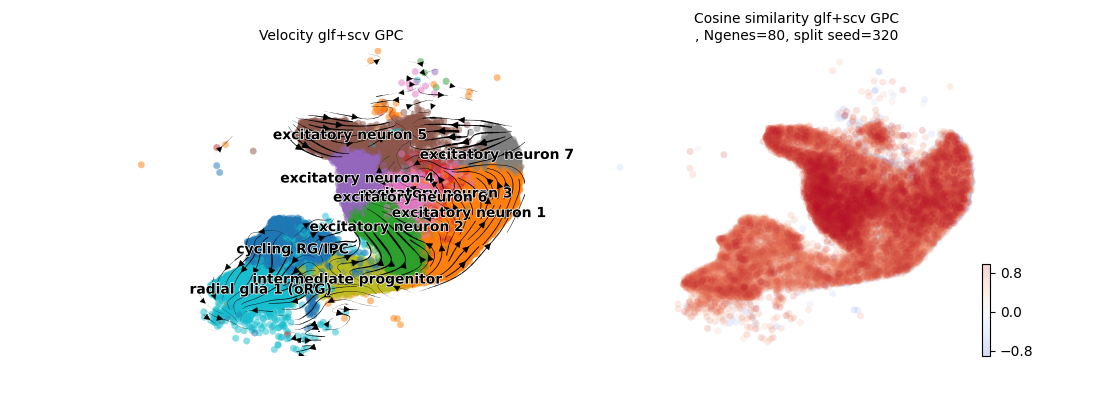 Velocity glf+scv GPC
Cosine similarity glf+scv GPC
, Ngenes=80, split seed=320
excitatory neuron 5
excitatory neuron 7
excitatory neuron 4
excitatory neuron 3
excitatory neuron 6
excitatory neuron 1
excitatory neuron 2
cycling RG/IPC
intermediate progenitor
radial glia 1 (oRG)
0.8
0.0
−0.8